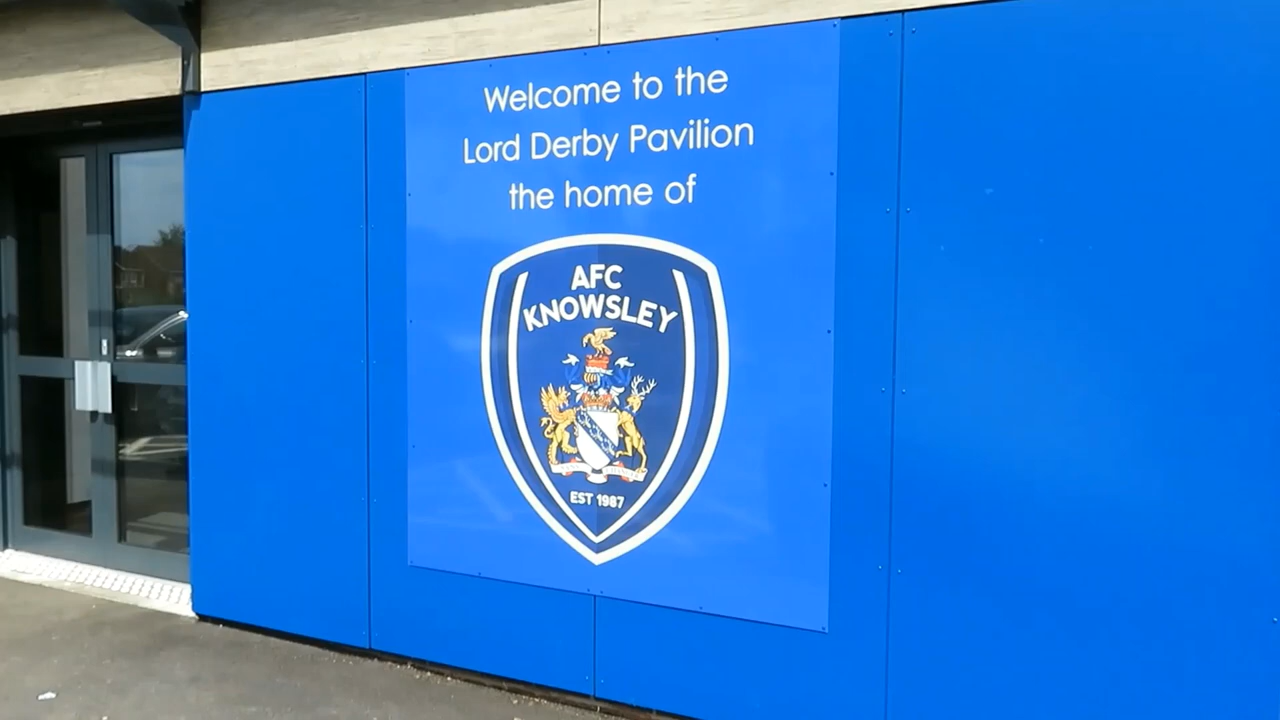 Welcome to the
Lord Derby Pavilion
the home of
AFC
KNOWSLEY
EST 1987